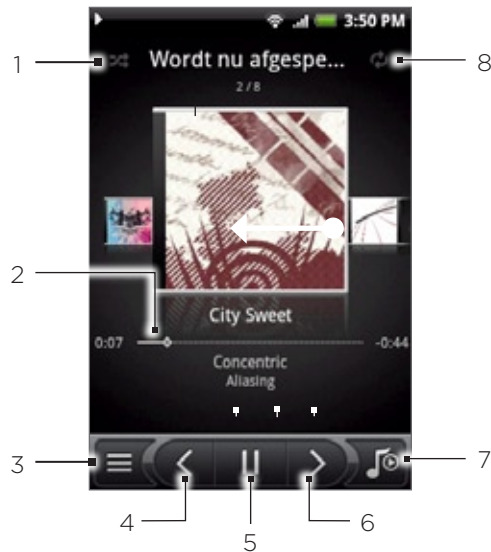 3:50 PM
1
Wordt nu afgespe...
8
2 / 8
2
City Sweet
0:07
-0:44
Concentric
Aliasing
3
7
4
5
6